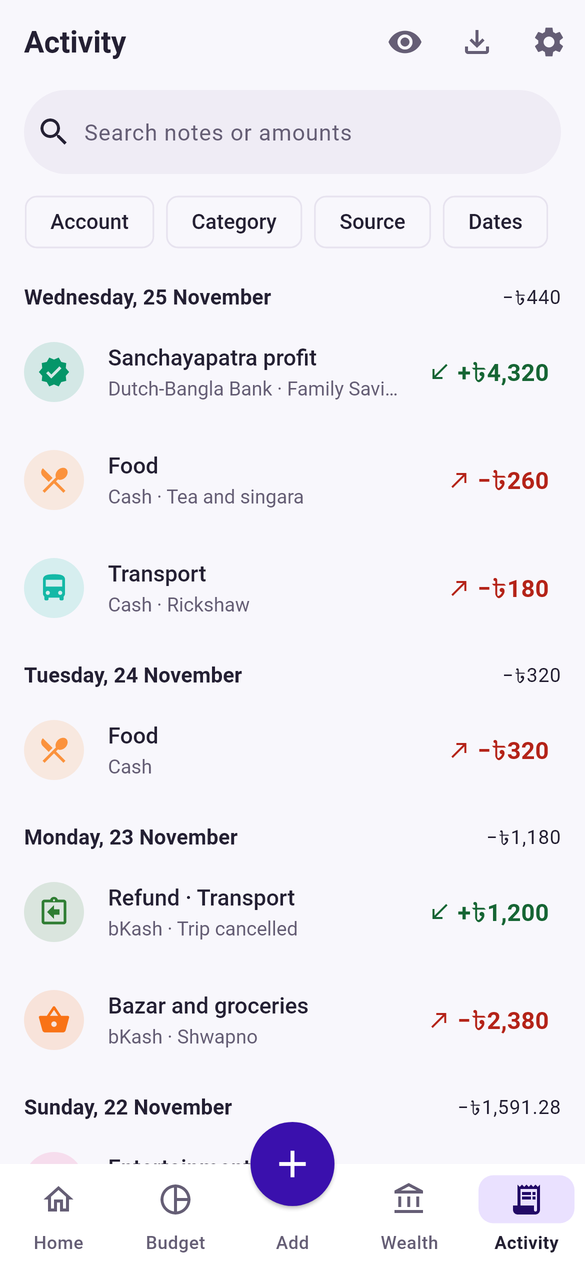 Activity
Search notes or amounts
Account Category Source Dates
Wednesday, 25 November −৳440
Sanchayapatra profit
Dutch-Bangla Bank · Family Savi… +৳4,320
Food
Cash · Tea and singara −৳260
Transport
Cash · Rickshaw −৳180
Tuesday, 24 November −৳320
Food
Cash −৳320
Monday, 23 November −৳1,180
Refund · Transport
bKash · Trip cancelled +৳1,200
Bazar and groceries
bKash · Shwapno −৳2,380
Sunday, 22 November −৳1,591.28
Home Budget Add Wealth Activity